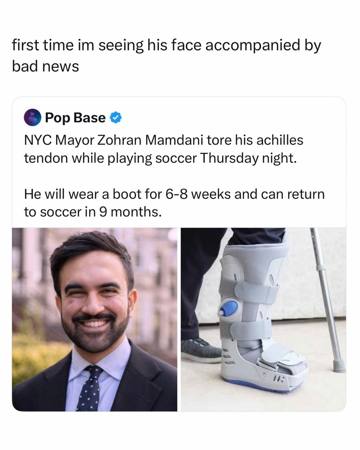 first time im seeing his face accompanied by
bad news
Pop Base
NYC Mayor Zohran Mamdani tore his achilles
tendon while playing soccer Thursday night.
He will wear a boot for 6-8 weeks and can return
to soccer in 9 months.